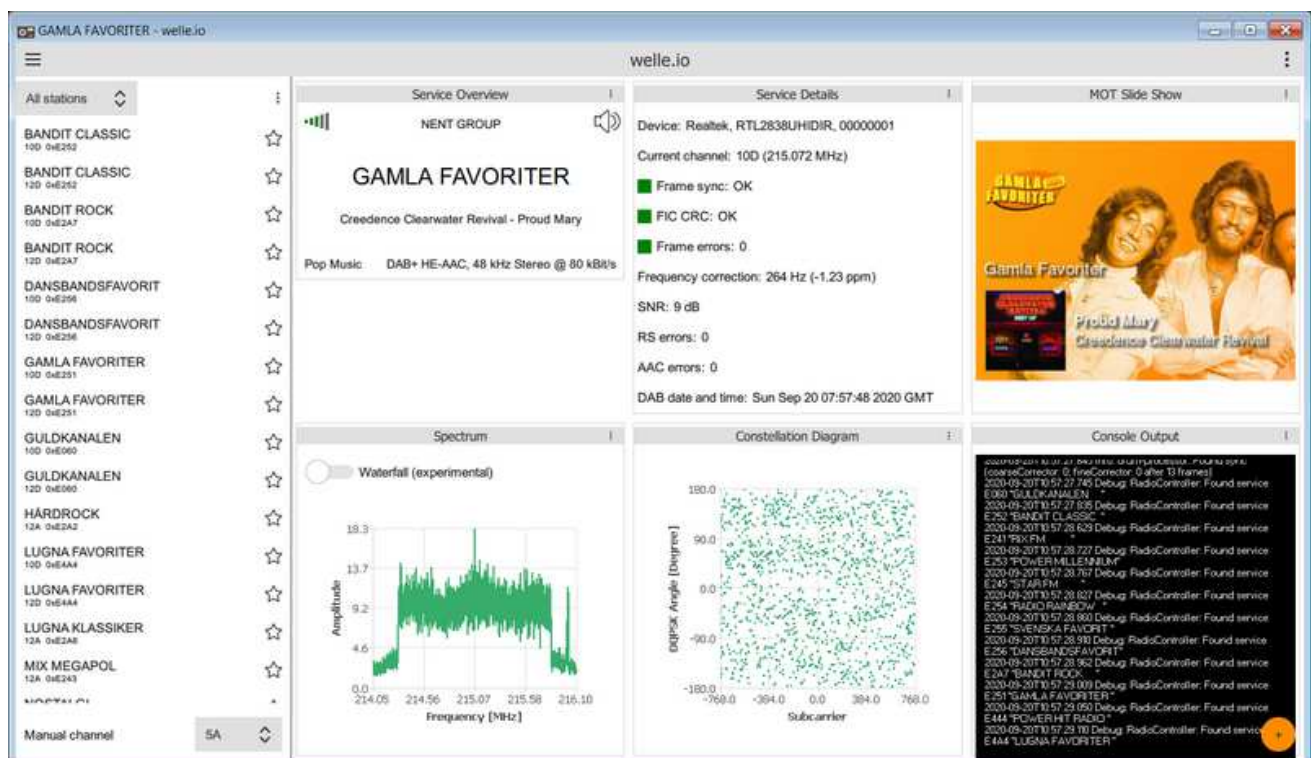 GAMLA FAVORITER - welle.io
welle.io
All stations
BANDIT CLASSIC
10D 0xE252
BANDIT CLASSIC
12D 0xE252
BANDIT ROCK
10D 0xE2A7
BANDIT ROCK
12D 0xE2A7
DANSBANDSFAVORIT
10D 0xE256
DANSBANDSFAVORIT
12D 0xE256
GAMLA FAVORITER
10D 0xE251
GAMLA FAVORITER
12D 0xE251
GULDKANALEN
10D 0xE060
GULDKANALEN
12D 0xE060
HÅRDROCK
12A 0xE2A2
LUGNA FAVORITER
10D 0xE4A4
LUGNA FAVORITER
12D 0xE4A4
LUGNA KLASSIKER
12A 0xE2A8
MIX MEGAPOL
12A 0xE243
Manual channel 5A
Service Overview
NENT GROUP
GAMLA FAVORITER
Creedence Clearwater Revival - Proud Mary
Pop Music DAB+ HE-AAC, 48 kHz Stereo @ 80 kBit/s
Service Details
Device: Realtek, RTL2838UHIDIR, 00000001
Current channel: 10D (215.072 MHz)
Frame sync: OK
FIC CRC: OK
Frame errors: 0
Frequency correction: 264 Hz (-1.23 ppm)
SNR: 9 dB
RS errors: 0
AAC errors: 0
DAB date and time: Sun Sep 20 07:57:48 2020 GMT
MOT Slide Show
GAMLA
FAVORITER
Gamla Favoriter
Proud Mary
Creedence Clearwater Revival
Spectrum
Waterfall (experimental)
Amplitude
19.3
13.7
9.2
4.6
0.0
214.05 214.56 215.07 215.58 216.10
Frequency [MHz]
Constellation Diagram
DQPSK Angle [Degree]
180.0
90.0
0.0
-90.0
-180.0
-768.0 -384.0 0.0 384.0 768.0
Subcarrier
Console Output
(coarseCorrector: 0; fineCorrector: 0 after 13 frames)
2020-09-20T10:57:27.745 Debug: RadioController: Found service
E060 "GULDKANALEN "
2020-09-20T10:57:27.835 Debug: RadioController: Found service
E252 "BANDIT CLASSIC "
2020-09-20T10:57:28.629 Debug: RadioController: Found service
E241 "RIX FM "
2020-09-20T10:57:28.727 Debug: RadioController: Found service
E253 "POWER MILLENNIUM"
2020-09-20T10:57:28.767 Debug: RadioController: Found service
E245 "STAR FM "
2020-09-20T10:57:28.827 Debug: RadioController: Found service
E254 "RADIO RAINBOW "
2020-09-20T10:57:28.860 Debug: RadioController: Found service
E255 "SVENSKA FAVORIT "
2020-09-20T10:57:28.910 Debug: RadioController: Found service
E256 "DANSBANDSFAVORIT"
2020-09-20T10:57:28.962 Debug: RadioController: Found service
E2A7 "BANDIT ROCK "
2020-09-20T10:57:29.009 Debug: RadioController: Found service
E251 "GAMLA FAVORITER "
2020-09-20T10:57:29.050 Debug: RadioController: Found service
E444 "POWER HIT RADIO "
2020-09-20T10:57:29.110 Debug: RadioController: Found service
E4A4 "LUGNA FAVORITER "